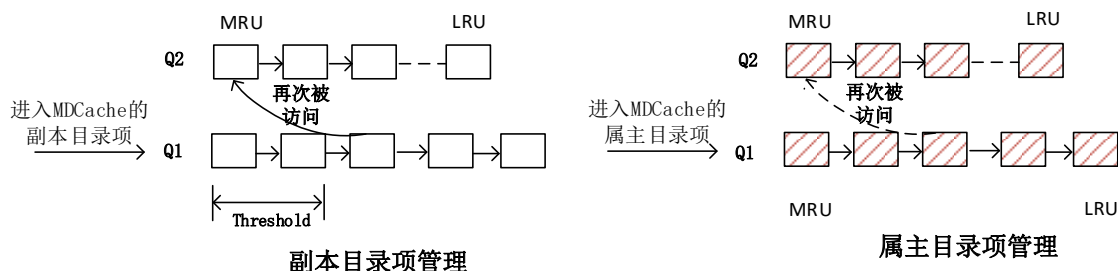 MRU
LRU
Q2
再次被
访问
进入MDCache的
副本目录项
Q1
Threshold
副本目录项管理
MRU
LRU
Q2
再次被
访问
进入MDCache的
属主目录项
Q1
MRU
LRU
属主目录项管理